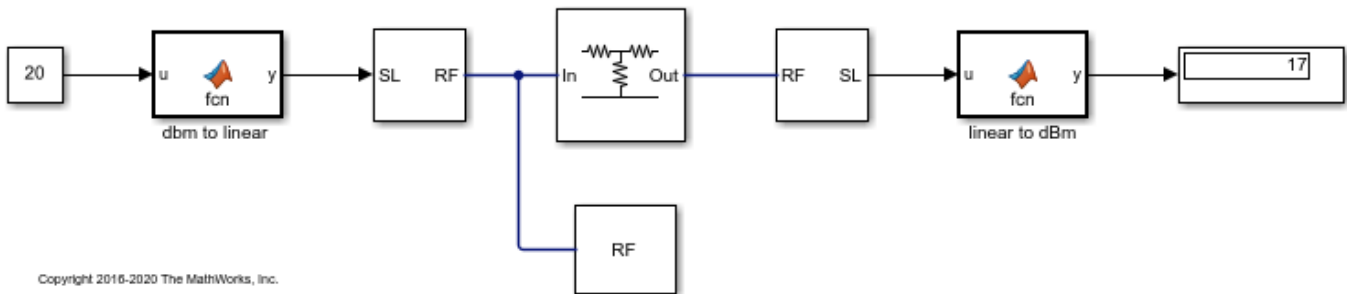 20
u
fcn
y
dbm to linear
SL
RF
In
Out
RF
SL
u
fcn
y
linear to dBm
17
RF
Copyright 2016-2020 The MathWorks, Inc.